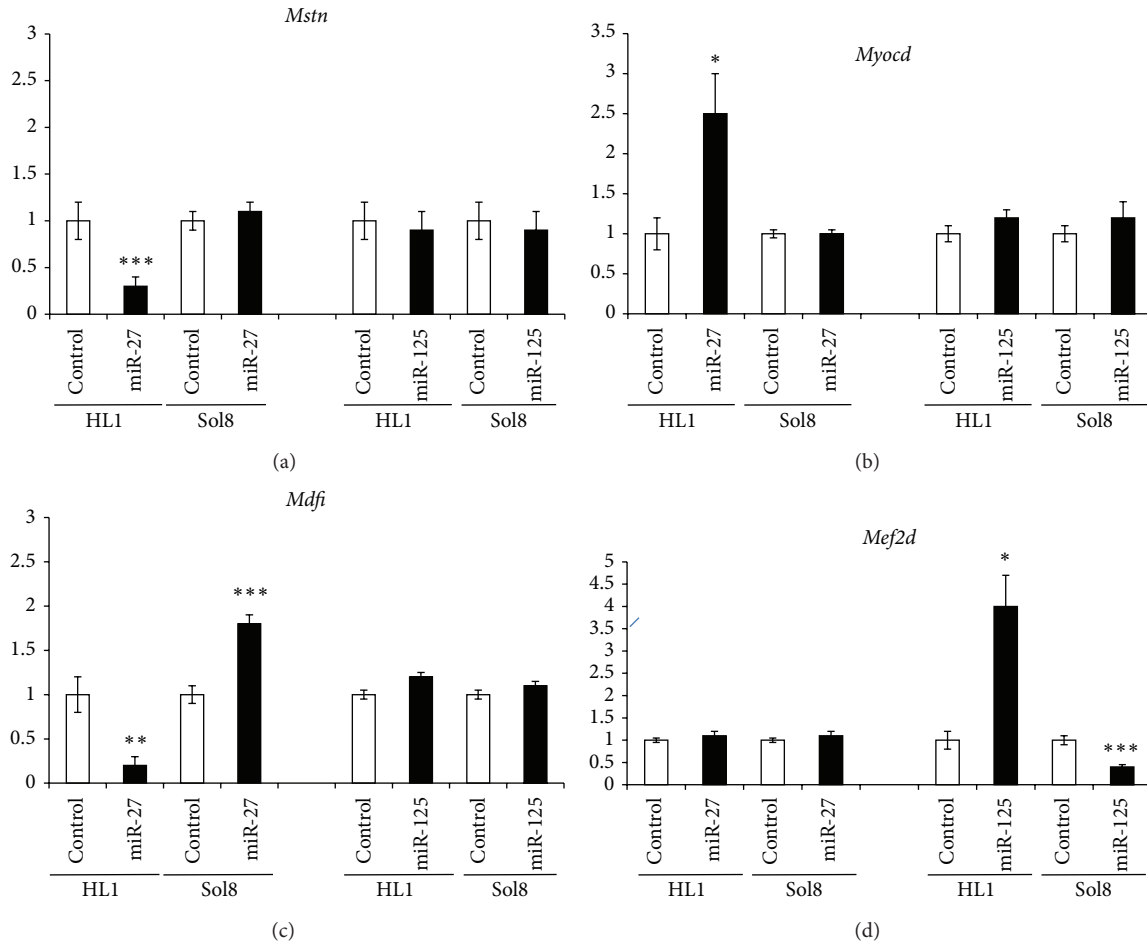 Mstn
3
2.5
2
1.5
1
0.5
0
***
Control
miR-27
Control
miR-27
Control
miR-125
Control
miR-125
HL1
Sol8
HL1
Sol8
(a)
Myocd
3.5
3
2.5
2
1.5
1
0.5
0
*
Control
miR-27
Control
miR-27
Control
miR-125
Control
miR-125
HL1
Sol8
HL1
Sol8
(b)
Mdfi
3
2.5
2
1.5
1
0.5
0
**
***
Control
miR-27
Control
miR-27
Control
miR-125
Control
miR-125
HL1
Sol8
HL1
Sol8
(c)
Mef2d
5
4.5
4
3.5
3
2.5
2
1.5
1
0.5
0
*
***
Control
miR-27
Control
miR-27
Control
miR-125
Control
miR-125
HL1
Sol8
HL1
Sol8
(d)